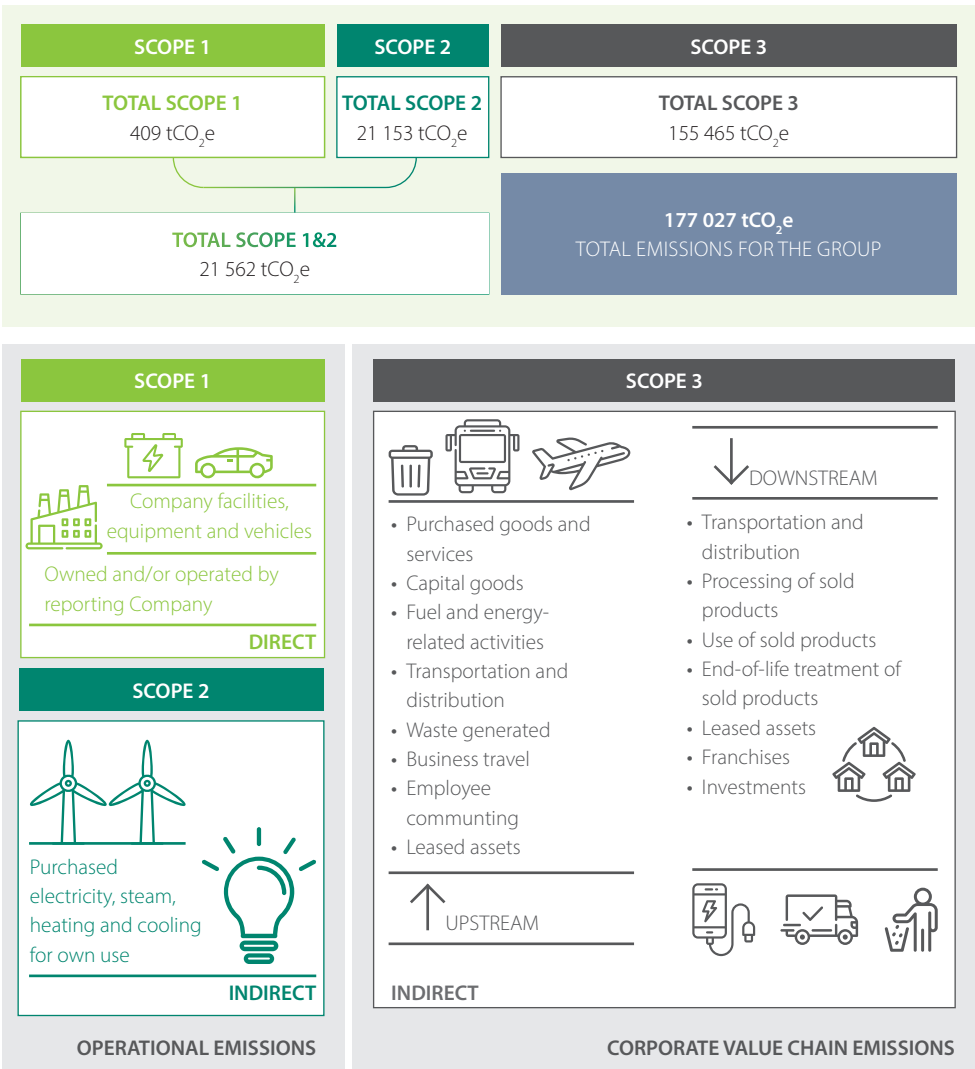 SCOPE 1
SCOPE 2
SCOPE 3
TOTAL SCOPE 1
409 tCO₂e
TOTAL SCOPE 2
21 153 tCO₂e
TOTAL SCOPE 3
155 465 tCO₂e
TOTAL SCOPE 1&2
21 562 tCO₂e
177 027 tCO₂e
TOTAL EMISSIONS FOR THE GROUP
SCOPE 1
Company facilities,
equipment and vehicles
Owned and/or operated by
reporting Company
DIRECT
SCOPE 2
Purchased
electricity, steam,
heating and cooling
for own use
INDIRECT
OPERATIONAL EMISSIONS
SCOPE 3
• Purchased goods and
services
• Capital goods
• Fuel and energy-
related activities
• Transportation and
distribution
• Waste generated
• Business travel
• Employee
communting
• Leased assets
UPSTREAM
DOWNSTREAM
• Transportation and
distribution
• Processing of sold
products
• Use of sold products
• End-of-life treatment of
sold products
• Leased assets
• Franchises
• Investments
INDIRECT
CORPORATE VALUE CHAIN EMISSIONS